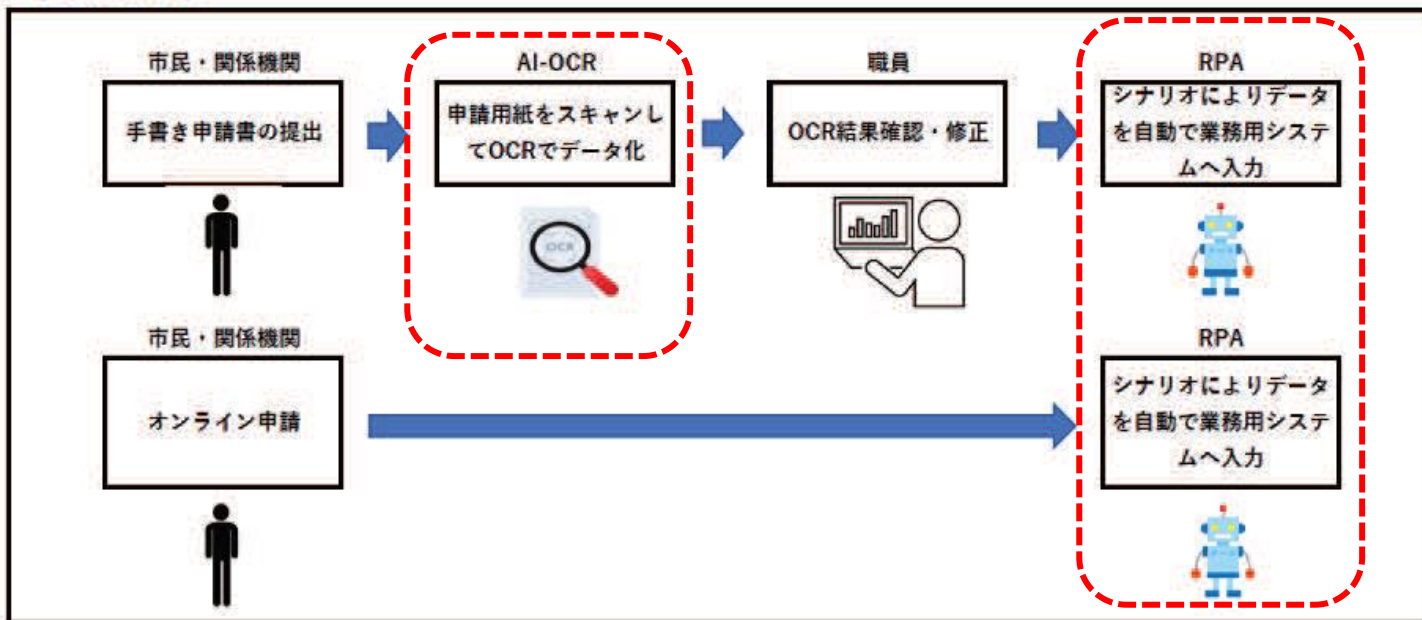 市民・関係機関
手書き申請書の提出
AI-OCR
申請用紙をスキャンし
てOCRでデータ化
OCR
職員
OCR結果確認・修正
RPA
シナリオによりデータ
を自動で業務用システ
ムへ入力
市民・関係機関
オンライン申請
RPA
シナリオによりデータ
を自動で業務用システ
ムへ入力